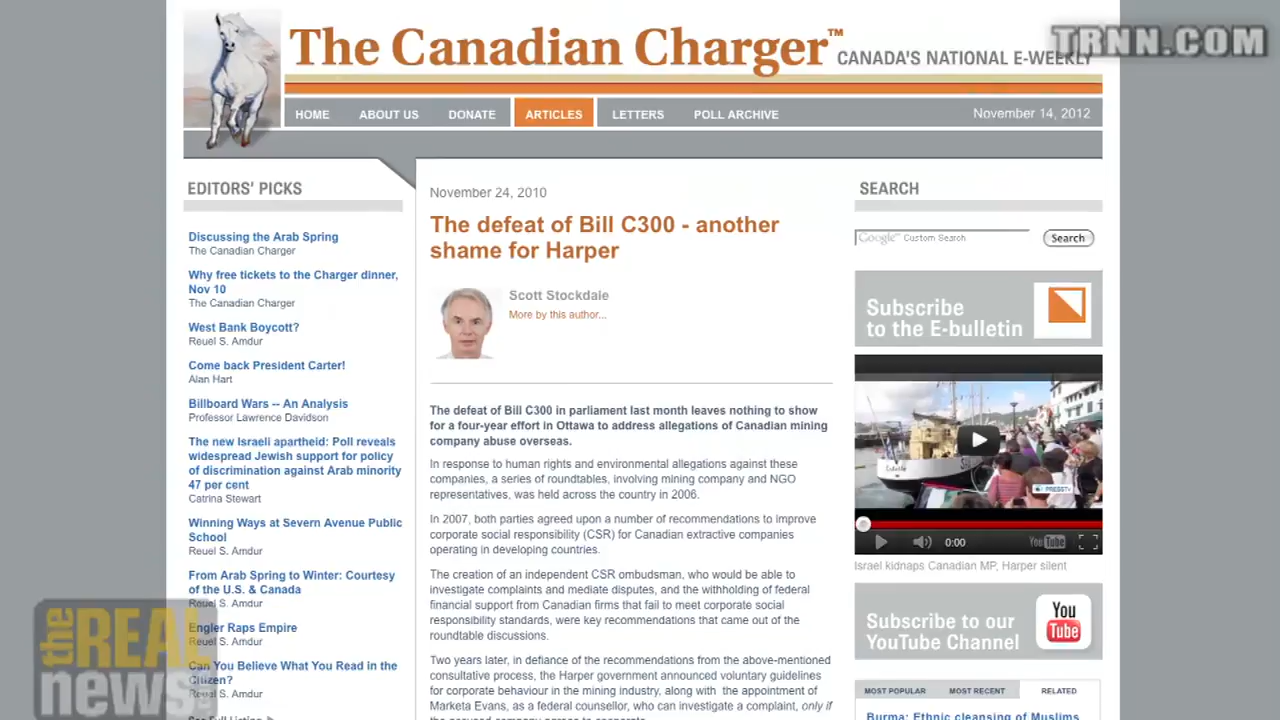 The Canadian Charger™
CANADA'S NATIONAL E-WEEKLY
TRNN.COM
HOME
ABOUT US
DONATE
ARTICLES
LETTERS
POLL ARCHIVE
November 14, 2012
EDITORS' PICKS
Discussing the Arab Spring
The Canadian Charger
Why free tickets to the Charger dinner,
Nov 10
The Canadian Charger
West Bank Boycott?
Reuel S. Amdur
Come back President Carter!
Alan Hart
Billboard Wars -- An Analysis
Professor Lawrence Davidson
The new Israeli apartheid: Poll reveals
widespread Jewish support for policy
of discrimination against Arab minority
47 per cent
Catrina Stewart
Winning Ways at Severn Avenue Public
School
Reuel S. Amdur
From Arab Spring to Winter: Courtesy
of the U.S. & Canada
Reuel S. Amdur
Engler Raps Empire
Reuel S. Amdur
Can You Believe What You Read in the
Citizen?
Reuel S. Amdur
See Full Listing
the REAL
news.
November 24, 2010
The defeat of Bill C300 - another
shame for Harper
Scott Stockdale
More by this author...
The defeat of Bill C300 in parliament last month leaves nothing to show
for a four-year effort in Ottawa to address allegations of Canadian mining
company abuse overseas.
In response to human rights and environmental allegations against these
companies, a series of roundtables, involving mining company and NGO
representatives, was held across the country in 2006.
In 2007, both parties agreed upon a number of recommendations to improve
corporate social responsibility (CSR) for Canadian extractive companies
operating in developing countries.
The creation of an independent CSR ombudsman, who would be able to
investigate complaints and mediate disputes, and the withholding of federal
financial support from Canadian firms that fail to meet corporate social
responsibility standards, were key recommendations that came out of the
roundtable discussions.
Two years later, in defiance of the recommendations from the above-mentioned
consultative process, the Harper government announced voluntary guidelines
for corporate behaviour in the mining industry, along with the appointment of
Marketa Evans, as a federal counsellor, who can investigate a complaint, only if
the accused company agrees to cooperate.
SEARCH
Google™ Custom Search
Search
Subscribe
to the E-bulletin
PRESSTV
0:00
YouTube
Israel kidnaps Canadian MP, Harper silent
Subscribe to our
YouTube Channel
You
Tube
MOST POPULAR
MOST RECENT
RELATED
Burma: Ethnic cleansing of Muslims